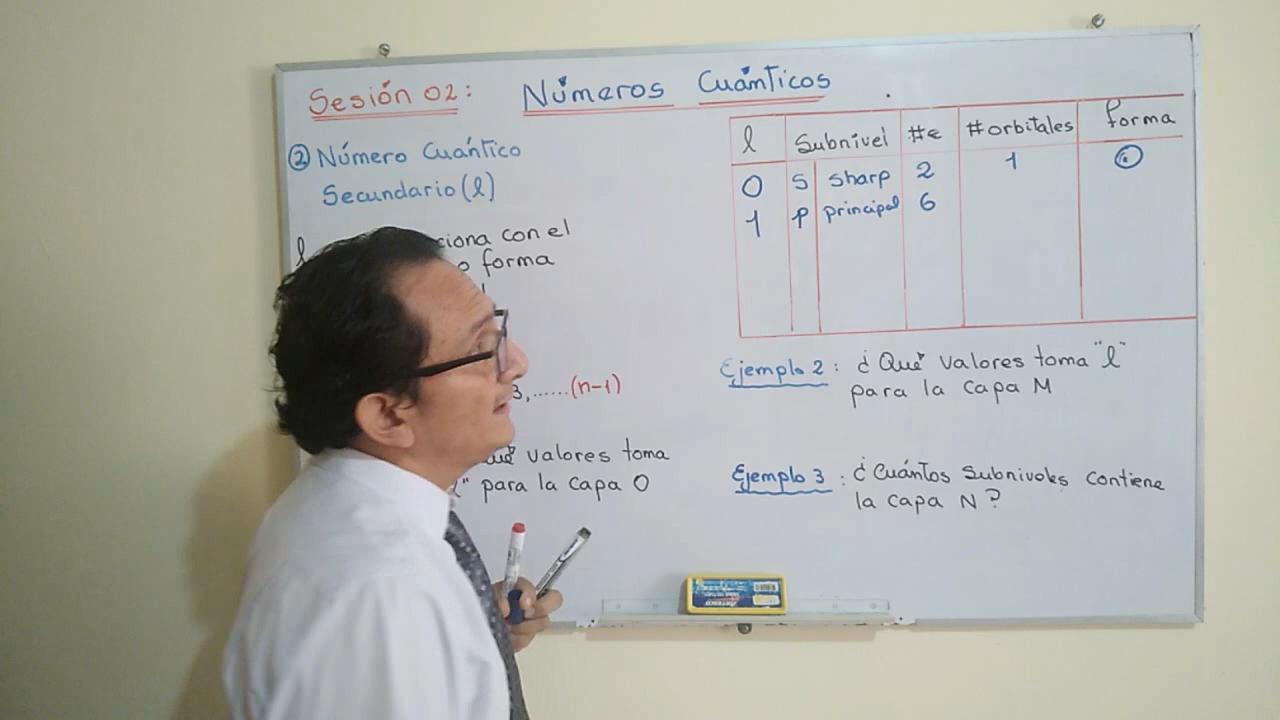 Sesión 02:
Números Cuánticos
② Número Cuántico
Secundario (l)
l
ciona con el
o forma
3, ......(n-1)
qué valores toma
l" para la capa O
l Subnivel #e #orbitales forma
0 s sharp 2 1
1 p principal 6
Ejemplo 2: ¿Qué valores toma "l"
para la capa M
Ejemplo 3: ¿Cuántos Subniveles contiene
la capa N?
ARTESCO